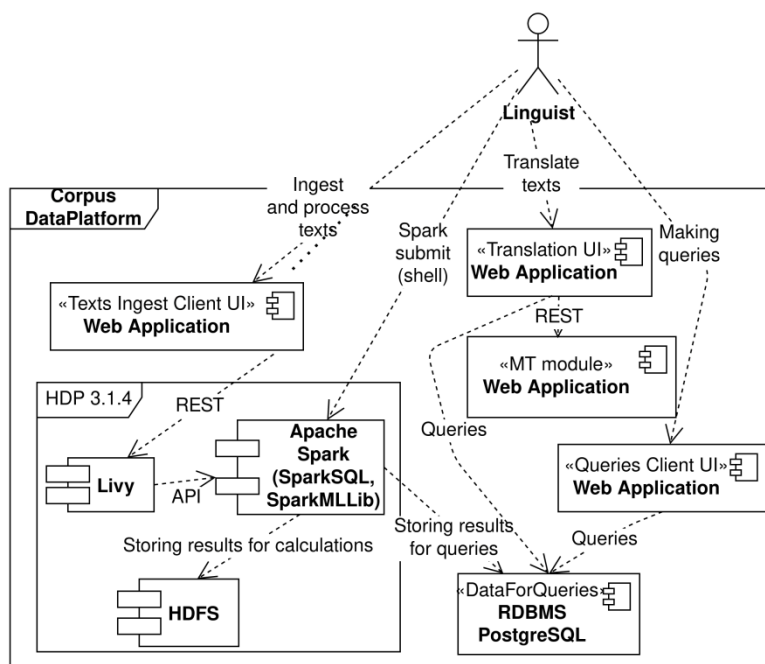 Linguist
Corpus
DataPlatform
Ingest
and process
texts
Translate
texts
Spark
submit
(shell)
Making
queries
«Texts Ingest Client UI»
Web Application
«Translation UI»
Web Application
REST
«MT module»
Web Application
HDP 3.1.4
REST
Livy
API
Apache
Spark
(SparkSQL,
SparkMLLib)
Queries
«Queries Client UI»
Web Application
Storing results for calculations
Storing results
for queries
Queries
HDFS
«DataForQueries»
RDBMS
PostgreSQL